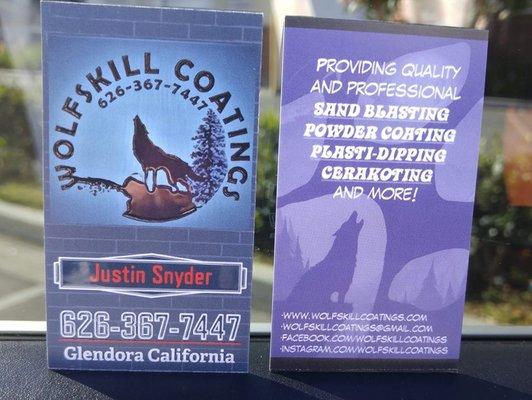 WOLFSKILL COATINGS
626-367-7447
Justin Snyder
626-367-7447
Glendora California
PROVIDING QUALITY
AND PROFESSIONAL
SAND BLASTING
POWDER COATING
PLASTI-DIPPING
CERAKOTING
AND MORE!
·WWW.WOLFSKILLCOATINGS.COM
·WOLFSKILLCOATINGS@GMAIL.COM
·FACEBOOK.COM/WOLFSKILLCOATINGS
·INSTAGRAM.COM/WOLFSKILLCOATINGS